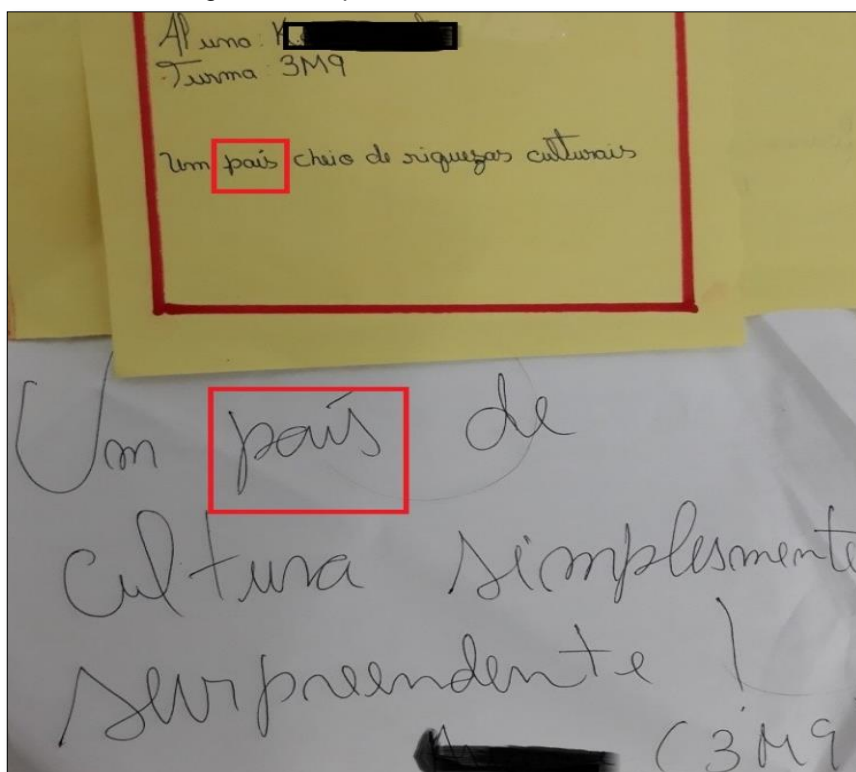 Aluno: K
Turma: 3M9
Um país cheio de riquezas culturais
Um país de
cultura simplesmente
surpreendente!
(3M9